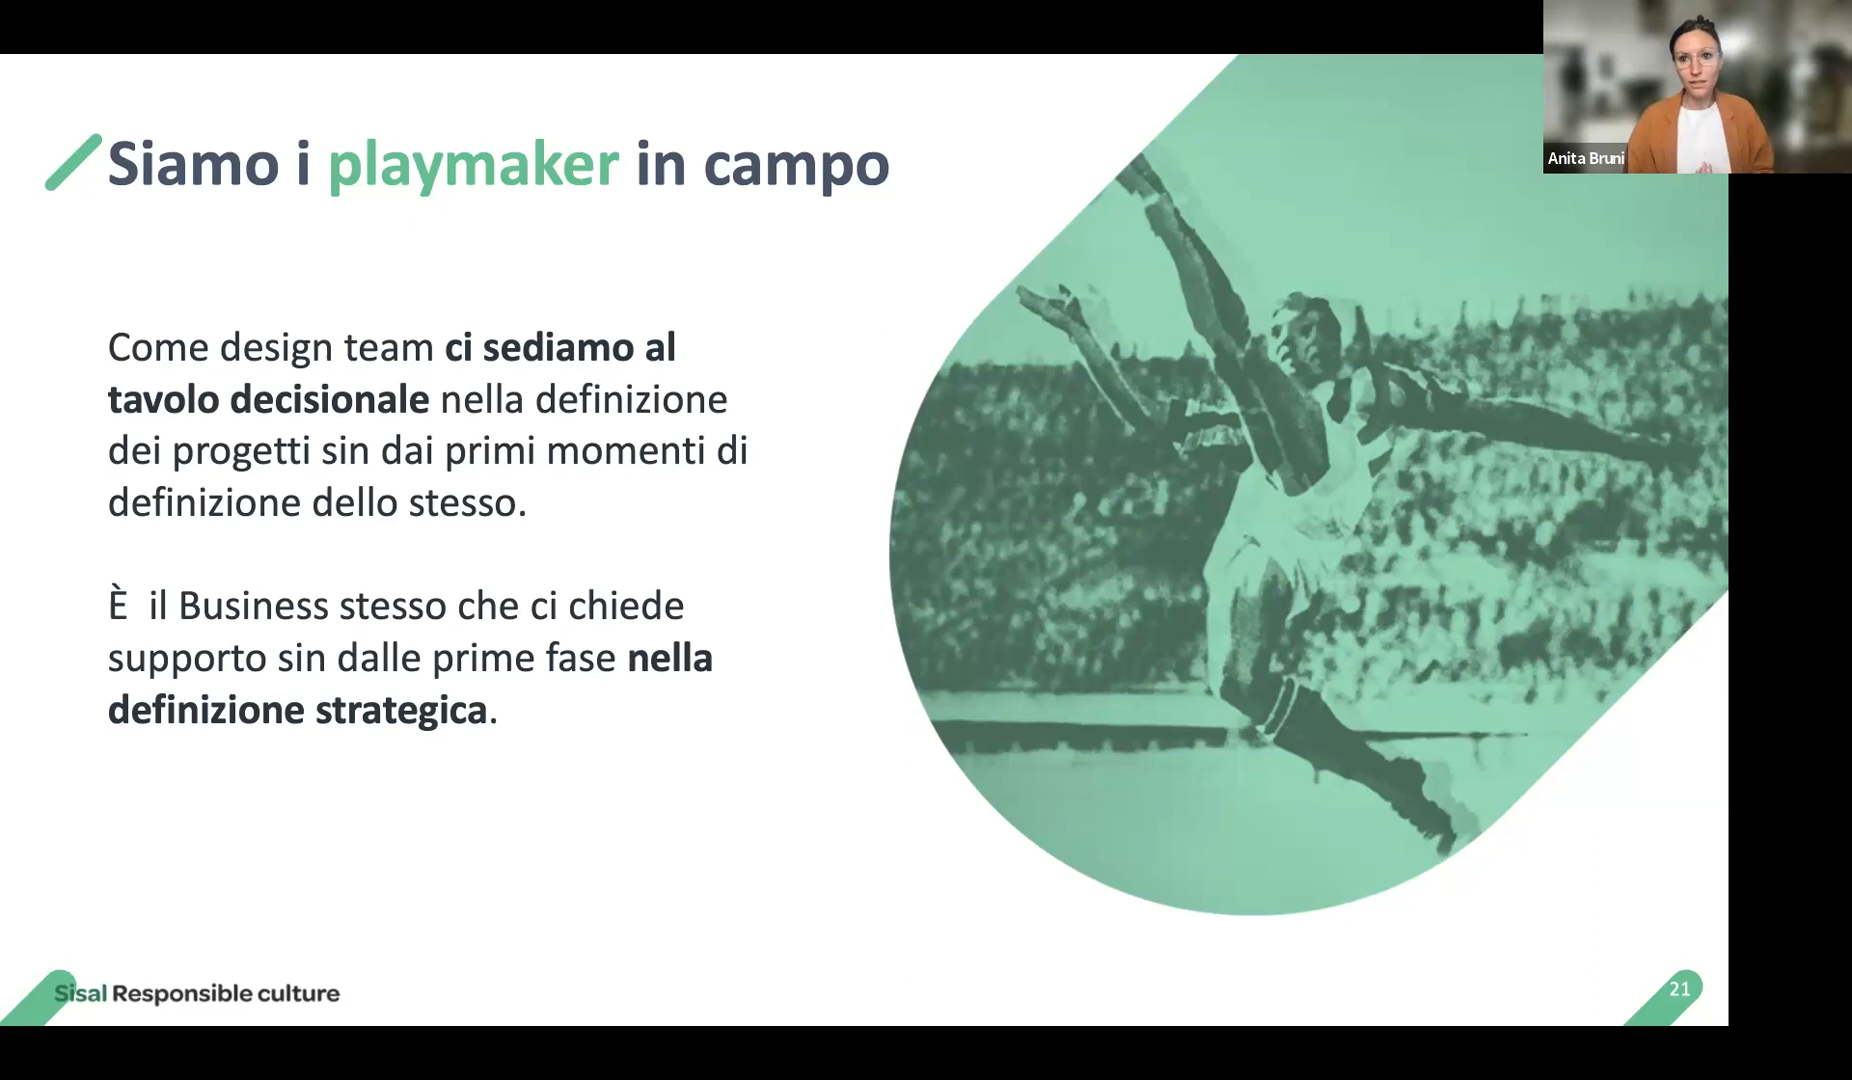 Anita Bruni
Siamo i playmaker in campo
Come design team ci sediamo al
tavolo decisionale nella definizione
dei progetti sin dai primi momenti di
definizione dello stesso.
È  il Business stesso che ci chiede
supporto sin dalle prime fase nella
definizione strategica.
Sisal Responsible culture
21